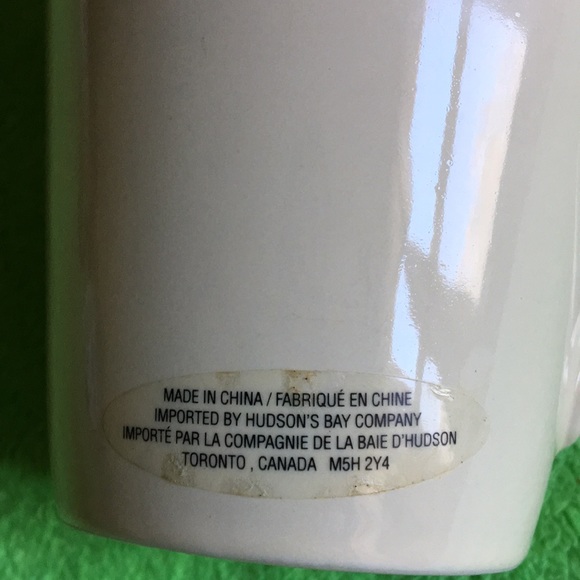 MADE IN CHINA / FABRIQUÉ EN CHINE
IMPORTED BY HUDSON'S BAY COMPANY
IMPORTÉ PAR LA COMPAGNIE DE LA BAIE D'HUDSON
TORONTO , CANADA M5H 2Y4